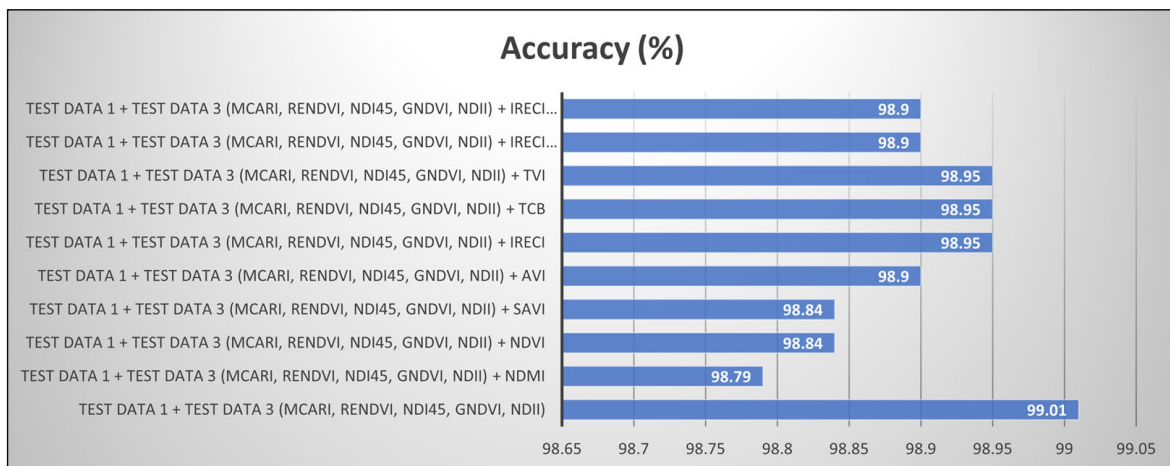 Accuracy (%)
TEST DATA 1 + TEST DATA 3 (MCARI, RENDVI, NDI45, GNDVI, NDII) + IRECI... 98.9
TEST DATA 1 + TEST DATA 3 (MCARI, RENDVI, NDI45, GNDVI, NDII) + IRECI... 98.9
TEST DATA 1 + TEST DATA 3 (MCARI, RENDVI, NDI45, GNDVI, NDII) + TVI 98.95
TEST DATA 1 + TEST DATA 3 (MCARI, RENDVI, NDI45, GNDVI, NDII) + TCB 98.95
TEST DATA 1 + TEST DATA 3 (MCARI, RENDVI, NDI45, GNDVI, NDII) + IRECI 98.95
TEST DATA 1 + TEST DATA 3 (MCARI, RENDVI, NDI45, GNDVI, NDII) + AVI 98.9
TEST DATA 1 + TEST DATA 3 (MCARI, RENDVI, NDI45, GNDVI, NDII) + SAVI 98.84
TEST DATA 1 + TEST DATA 3 (MCARI, RENDVI, NDI45, GNDVI, NDII) + NDVI 98.84
TEST DATA 1 + TEST DATA 3 (MCARI, RENDVI, NDI45, GNDVI, NDII) + NDMI 98.79
TEST DATA 1 + TEST DATA 3 (MCARI, RENDVI, NDI45, GNDVI, NDII) 99.01
98.65 98.7 98.75 98.8 98.85 98.9 98.95 99 99.05